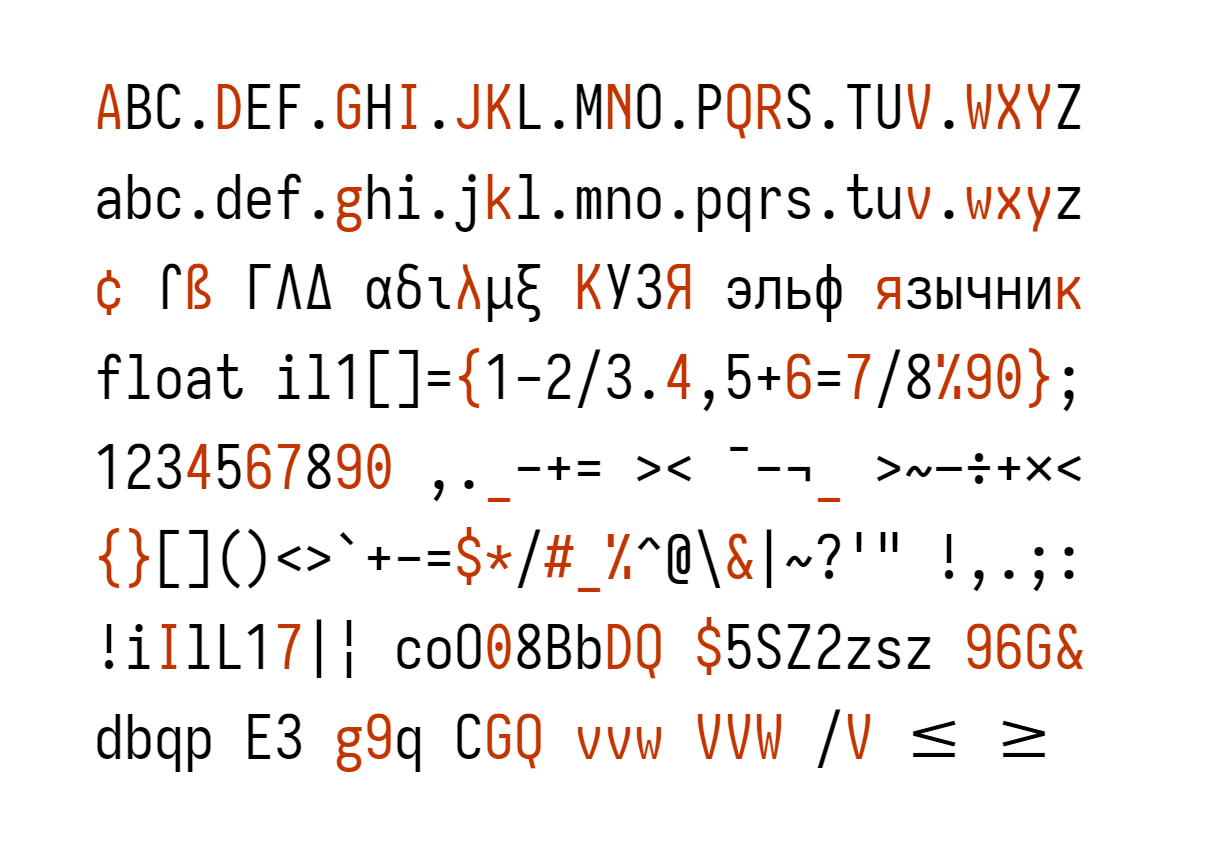 ABC.DEF.GHI.JKL.MNO.PQRS.TUV.WXYZ
abc.def.ghi.jkl.mno.pqrs.tuv.wxyz
¢ ſß ΓΛΔ αδιλμξ КУЗЯ эльф язычник
float il1[]={1-2/3.4,5+6=7/8%90};
1234567890 ,._-+= >< ¯-¬_ >~–÷+×<
{}[]()<>`+-=$*/#_%^@\&|~?'" !,.;:
!iIlL17|¦ coO08BbDQ $5SZ2zsz 96G&
dbqp E3 g9q CGQ vvw VVW /V ≤ ≥